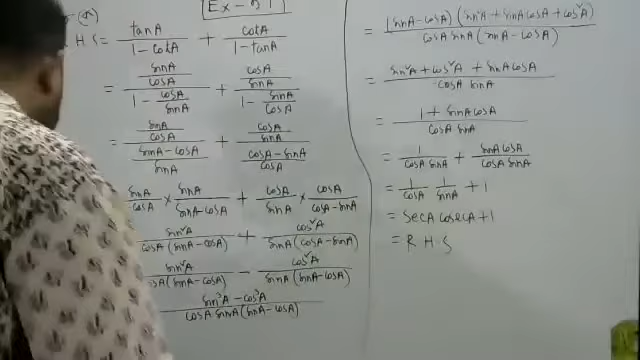 Ex-
H S = tanA / 1 - cotA + cotA / 1 - tanA
= sinA/cosA / 1 - cosA/sinA + cosA/sinA / 1 - sinA/cosA
= sinA/cosA / sinA-cosA/sinA + cosA/sinA / cosA-sinA/cosA
sinA/cosA × sinA/sinA-cosA + cosA/sinA × cosA/cosA-sinA
sin²A / cosA(sinA-cosA) + cos²A / sinA(cosA-sinA)
sin²A / cosA(sinA-cosA) - cos²A / sinA(sinA-cosA)
sin³A - cos³A / cosA sinA(sinA-cosA)
= (sinA-cosA)(sin²A + sinA cosA + cos²A) / cosA sinA(sinA-cosA)
= sin²A + cos²A + sinA cosA / cosA sinA
= 1 + sinA cosA / cosA sinA
= 1 / cosA sinA + sinA cosA / cosA sinA
= 1/cosA 1/sinA + 1
= secA cosecA + 1
= R H S